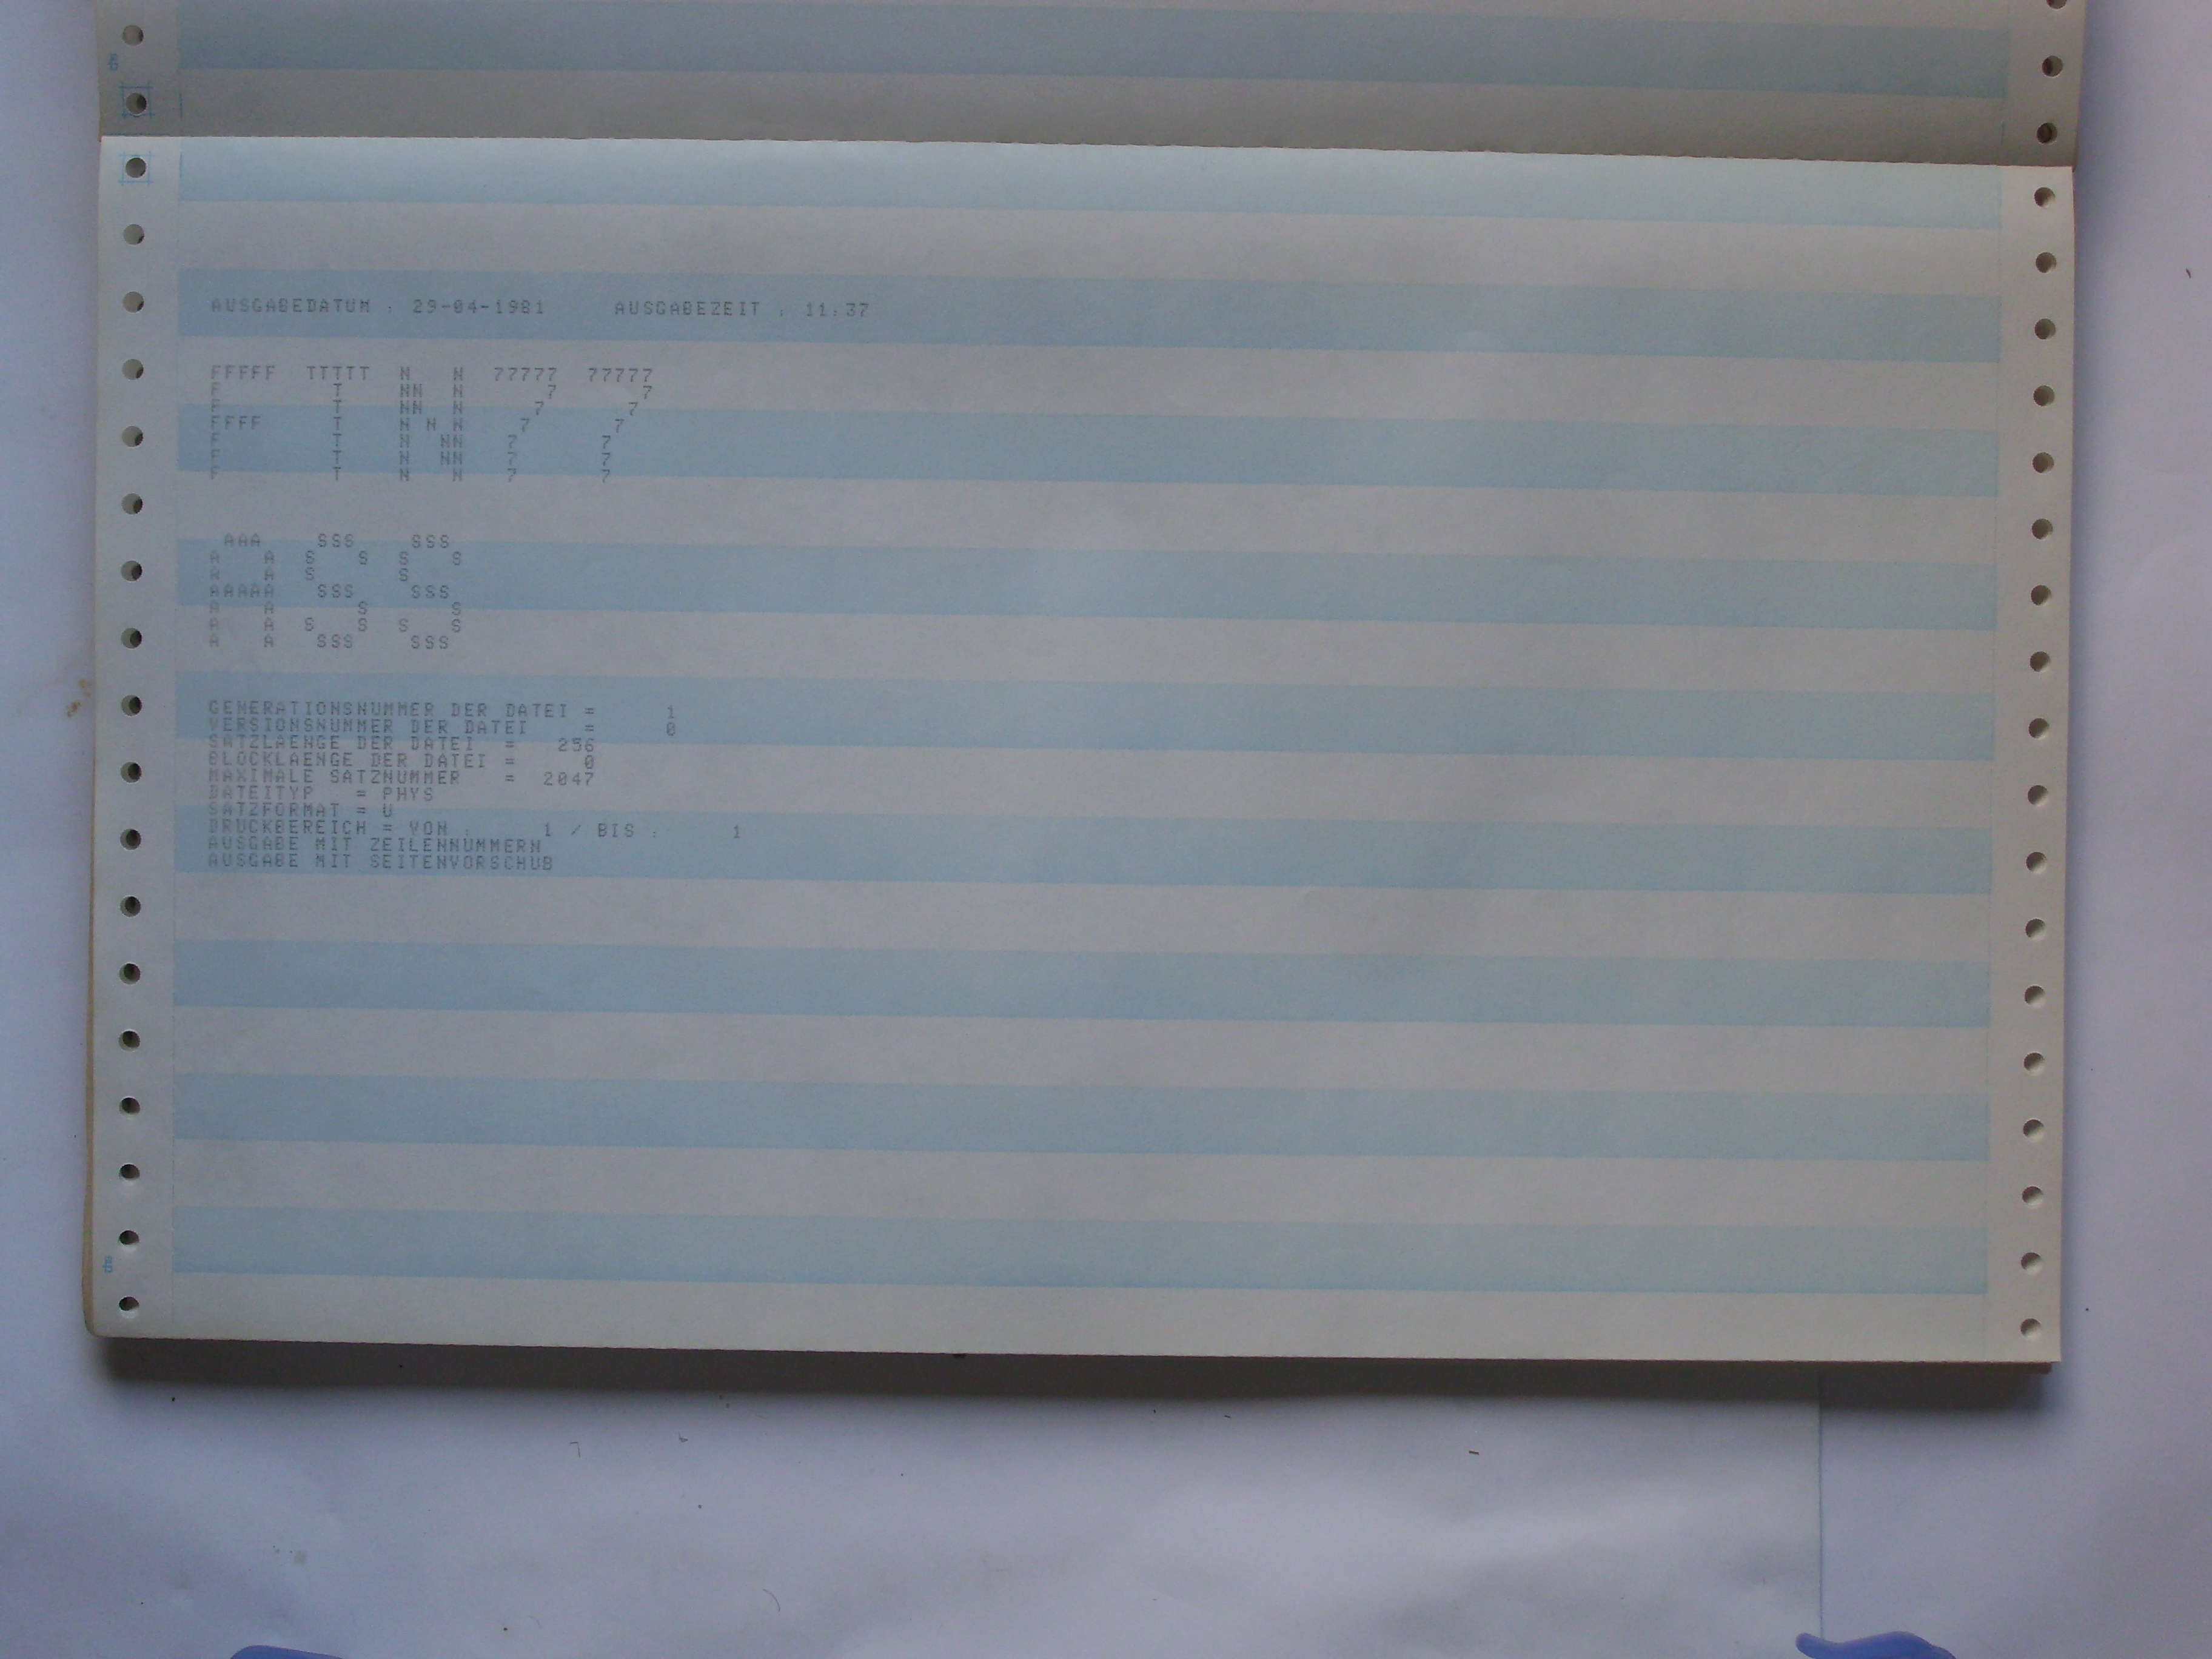 AUSGABEDATUM : 29-04-1981     AUSGABEZEIT : 11:37
FFFFF  TTTTT  N   N  77777  77777
F        T    NN  N      7      7
F        T    NN  N     7      7
FFFF     T    N N N    7      7
F        T    N  NN   7      7
F        T    N  NN   7      7
F        T    N   N   7      7
 AAA    SSS    SSS
A   A  S   S  S   S
A   A  S      S
AAAAA   SSS    SSS
A   A      S      S
A   A  S   S  S   S
A   A   SSS    SSS
GENERATIONSNUMMER DER DATEI =     1
VERSIONSNUMMER DER DATEI    =     0
SATZLAENGE DER DATEI  =   256
BLOCKLAENGE DER DATEI =     0
MAXIMALE SATZNUMMER   =  2047
DATEITYP   = PHYS
SATZFORMAT = U
DRUCKBEREICH = VON :     1 / BIS :     1
AUSGABE MIT ZEILENNUMMERN
AUSGABE MIT SEITENVORSCHUB